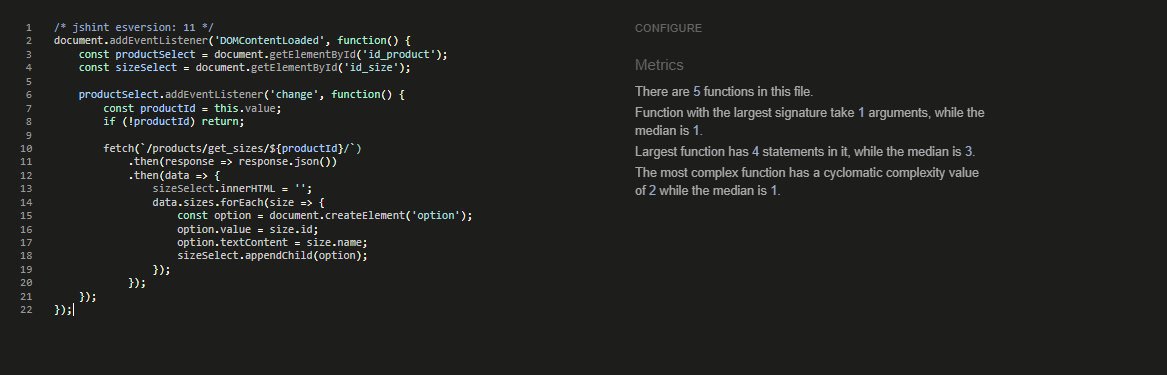 1 /* jshint esversion: 11 */
2 document.addEventListener('DOMContentLoaded', function() {
3     const productSelect = document.getElementById('id_product');
4     const sizeSelect = document.getElementById('id_size');
5
6     productSelect.addEventListener('change', function() {
7         const productId = this.value;
8         if (!productId) return;
9
10         fetch(`/products/get_sizes/${productId}/`)
11             .then(response => response.json())
12             .then(data => {
13                 sizeSelect.innerHTML = '';
14                 data.sizes.forEach(size => {
15                     const option = document.createElement('option');
16                     option.value = size.id;
17                     option.textContent = size.name;
18                     sizeSelect.appendChild(option);
19                 });
20             });
21     });
22 });
CONFIGURE
Metrics
There are 5 functions in this file.
Function with the largest signature take 1 arguments, while the
median is 1.
Largest function has 4 statements in it, while the median is 3.
The most complex function has a cyclomatic complexity value
of 2 while the median is 1.